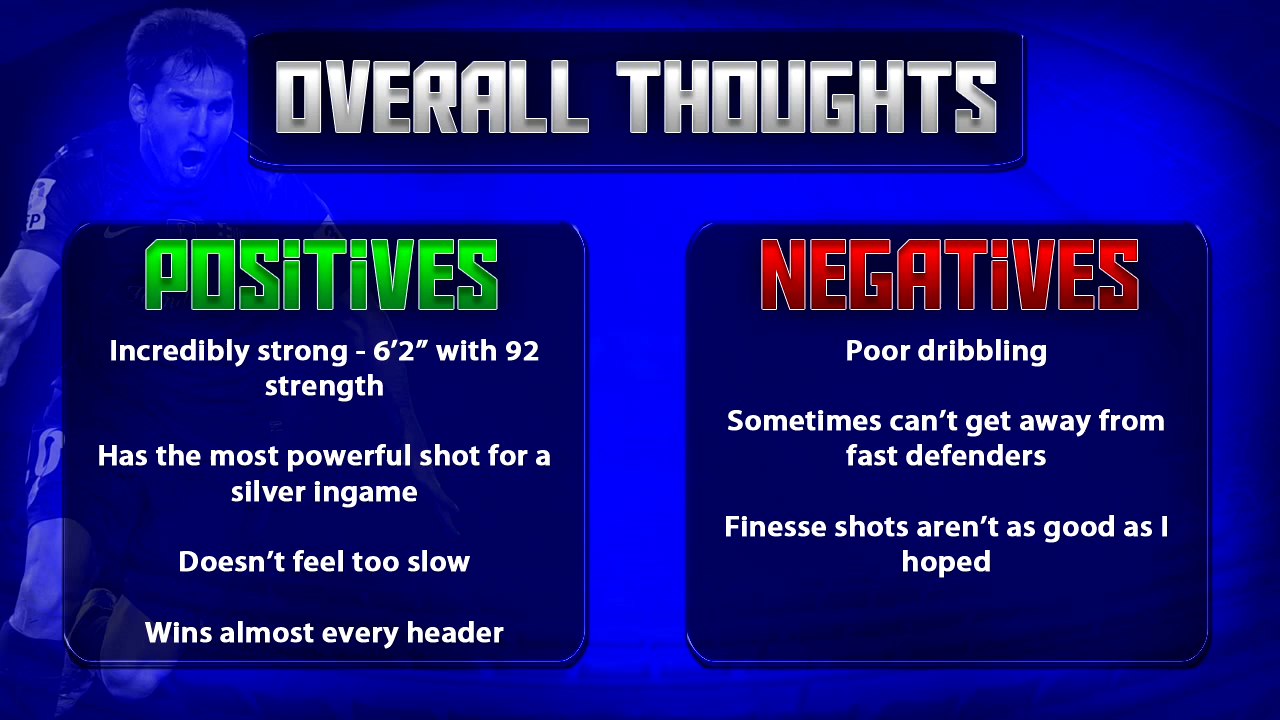 OVERALL THOUGHTS
POSITIVES
Incredibly strong - 6’2” with 92
strength
Has the most powerful shot for a
silver ingame
Doesn’t feel too slow
Wins almost every header
NEGATIVES
Poor dribbling
Sometimes can’t get away from
fast defenders
Finesse shots aren’t as good as I
hoped